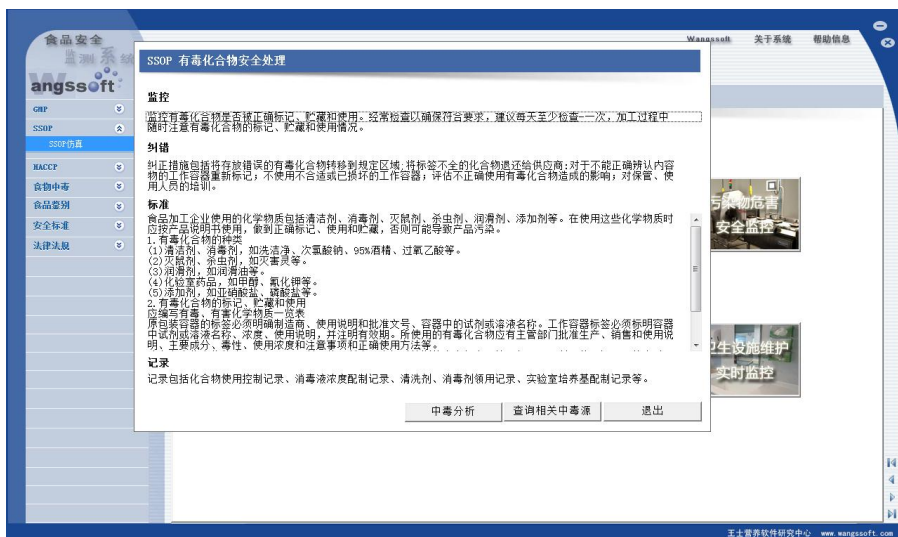 食品安全
监测系统
Wangssoft
Wangssoft 关于系统 帮助信息
GMP
SSOP
SSOP仿真
HACCP
食物中毒
食品鉴别
安全标准
法律法规
SSOP 有毒化合物安全处理
监控
监控有毒化合物是否被正确标记、贮藏和使用。经常检查以确保符合要求，建议每天至少检查一一次，加工过程中
随时注意有毒化合物的标记、贮藏和使用情况。
纠错
纠正措施包括将存放错误的有毒化合物转移到规定区域;将标签不全的化合物退还给供应商;对于不能正确辨认内容
物的工作容器重新标记；不使用不合适或已损坏的工作容器；评估不正确使用有毒化合物造成的影响；对保管、使
用人员的培训。
标准
食品加工企业使用的化学物质包括清洁剂、消毒剂、灭鼠剂、杀虫剂、润滑剂、添加剂等。在使用这些化学物质时
应按产品说明书使用，做到正确标记、使用和贮藏，否则可能导致产品污染。
1.有毒化合物的种类
(1)清洁剂、消毒剂，如洗洁净、次氯酸钠、95%酒精、过氧乙酸等。
(2)灭鼠剂、杀虫剂，如灭害灵等。
(3)润滑剂，如润滑油等。
(4)化验室药品，如甲醇、氰化钾等。
(5)添加剂，如亚硝酸盐、磷酸盐等。
2.有毒化合物的标记、贮藏和使用
应编写有毒、有害化学物质一览表
原包装容器的标签必须明确制造商、使用说明和批准文号、容器中的试剂或溶液名称。工作容器标签必须标明容器
中试剂或溶液名称、浓度、使用说明，并注明有效期。所使用的有毒化合物应有主管部门批准生产、销售和使用说
明、主要成分、毒性、使用浓度和注意事项和正确使用方法等。
记录
记录包括化合物使用控制记录、消毒液浓度配制记录、清洗剂、消毒剂领用记录、实验室培养基配制记录等。
中毒分析 查询相关中毒源 退出
污染物危害
安全监控
卫生设施维护
实时监控
王士营养软件研究中心 www.wangssoft.com